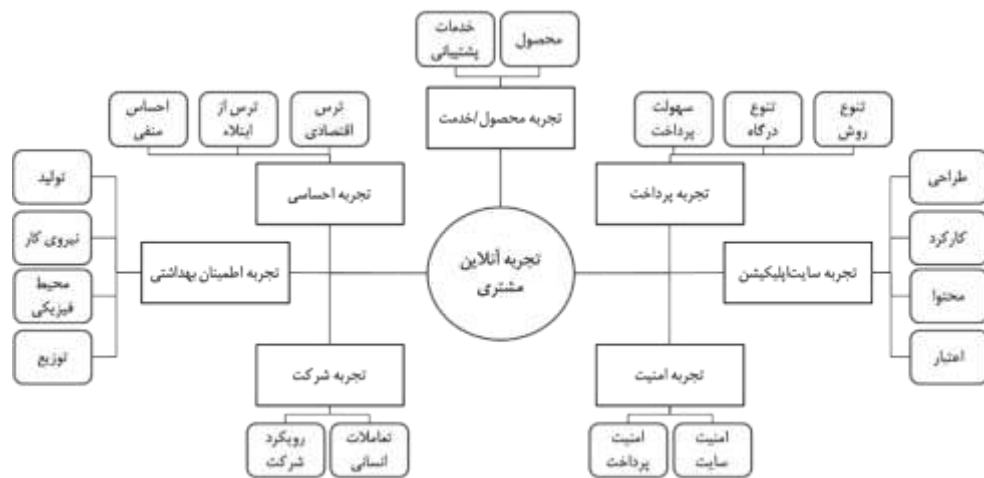 محصول
خدمات
پشتیبانی
تجربه محصول/خدمت
تنوع
روش
تنوع
درگاه
سهولت
پرداخت
تجربه پرداخت
ترس
اقتصادی
ترس از
ابتلاء
احساس
منفی
تجربه احساسی
طراحی
کارکرد
محتوا
اعتبار
تجربه سایت/اپلیکیشن
تجربه آنلاین
مشتری
تجربه اطمینان بهداشتی
تولید
نیروی کار
محیط
فیزیکی
توزیع
تجربه امنیت
امنیت
سایت
امنیت
پرداخت
تجربه شرکت
تعاملات
انسانی
رویکرد
شرکت